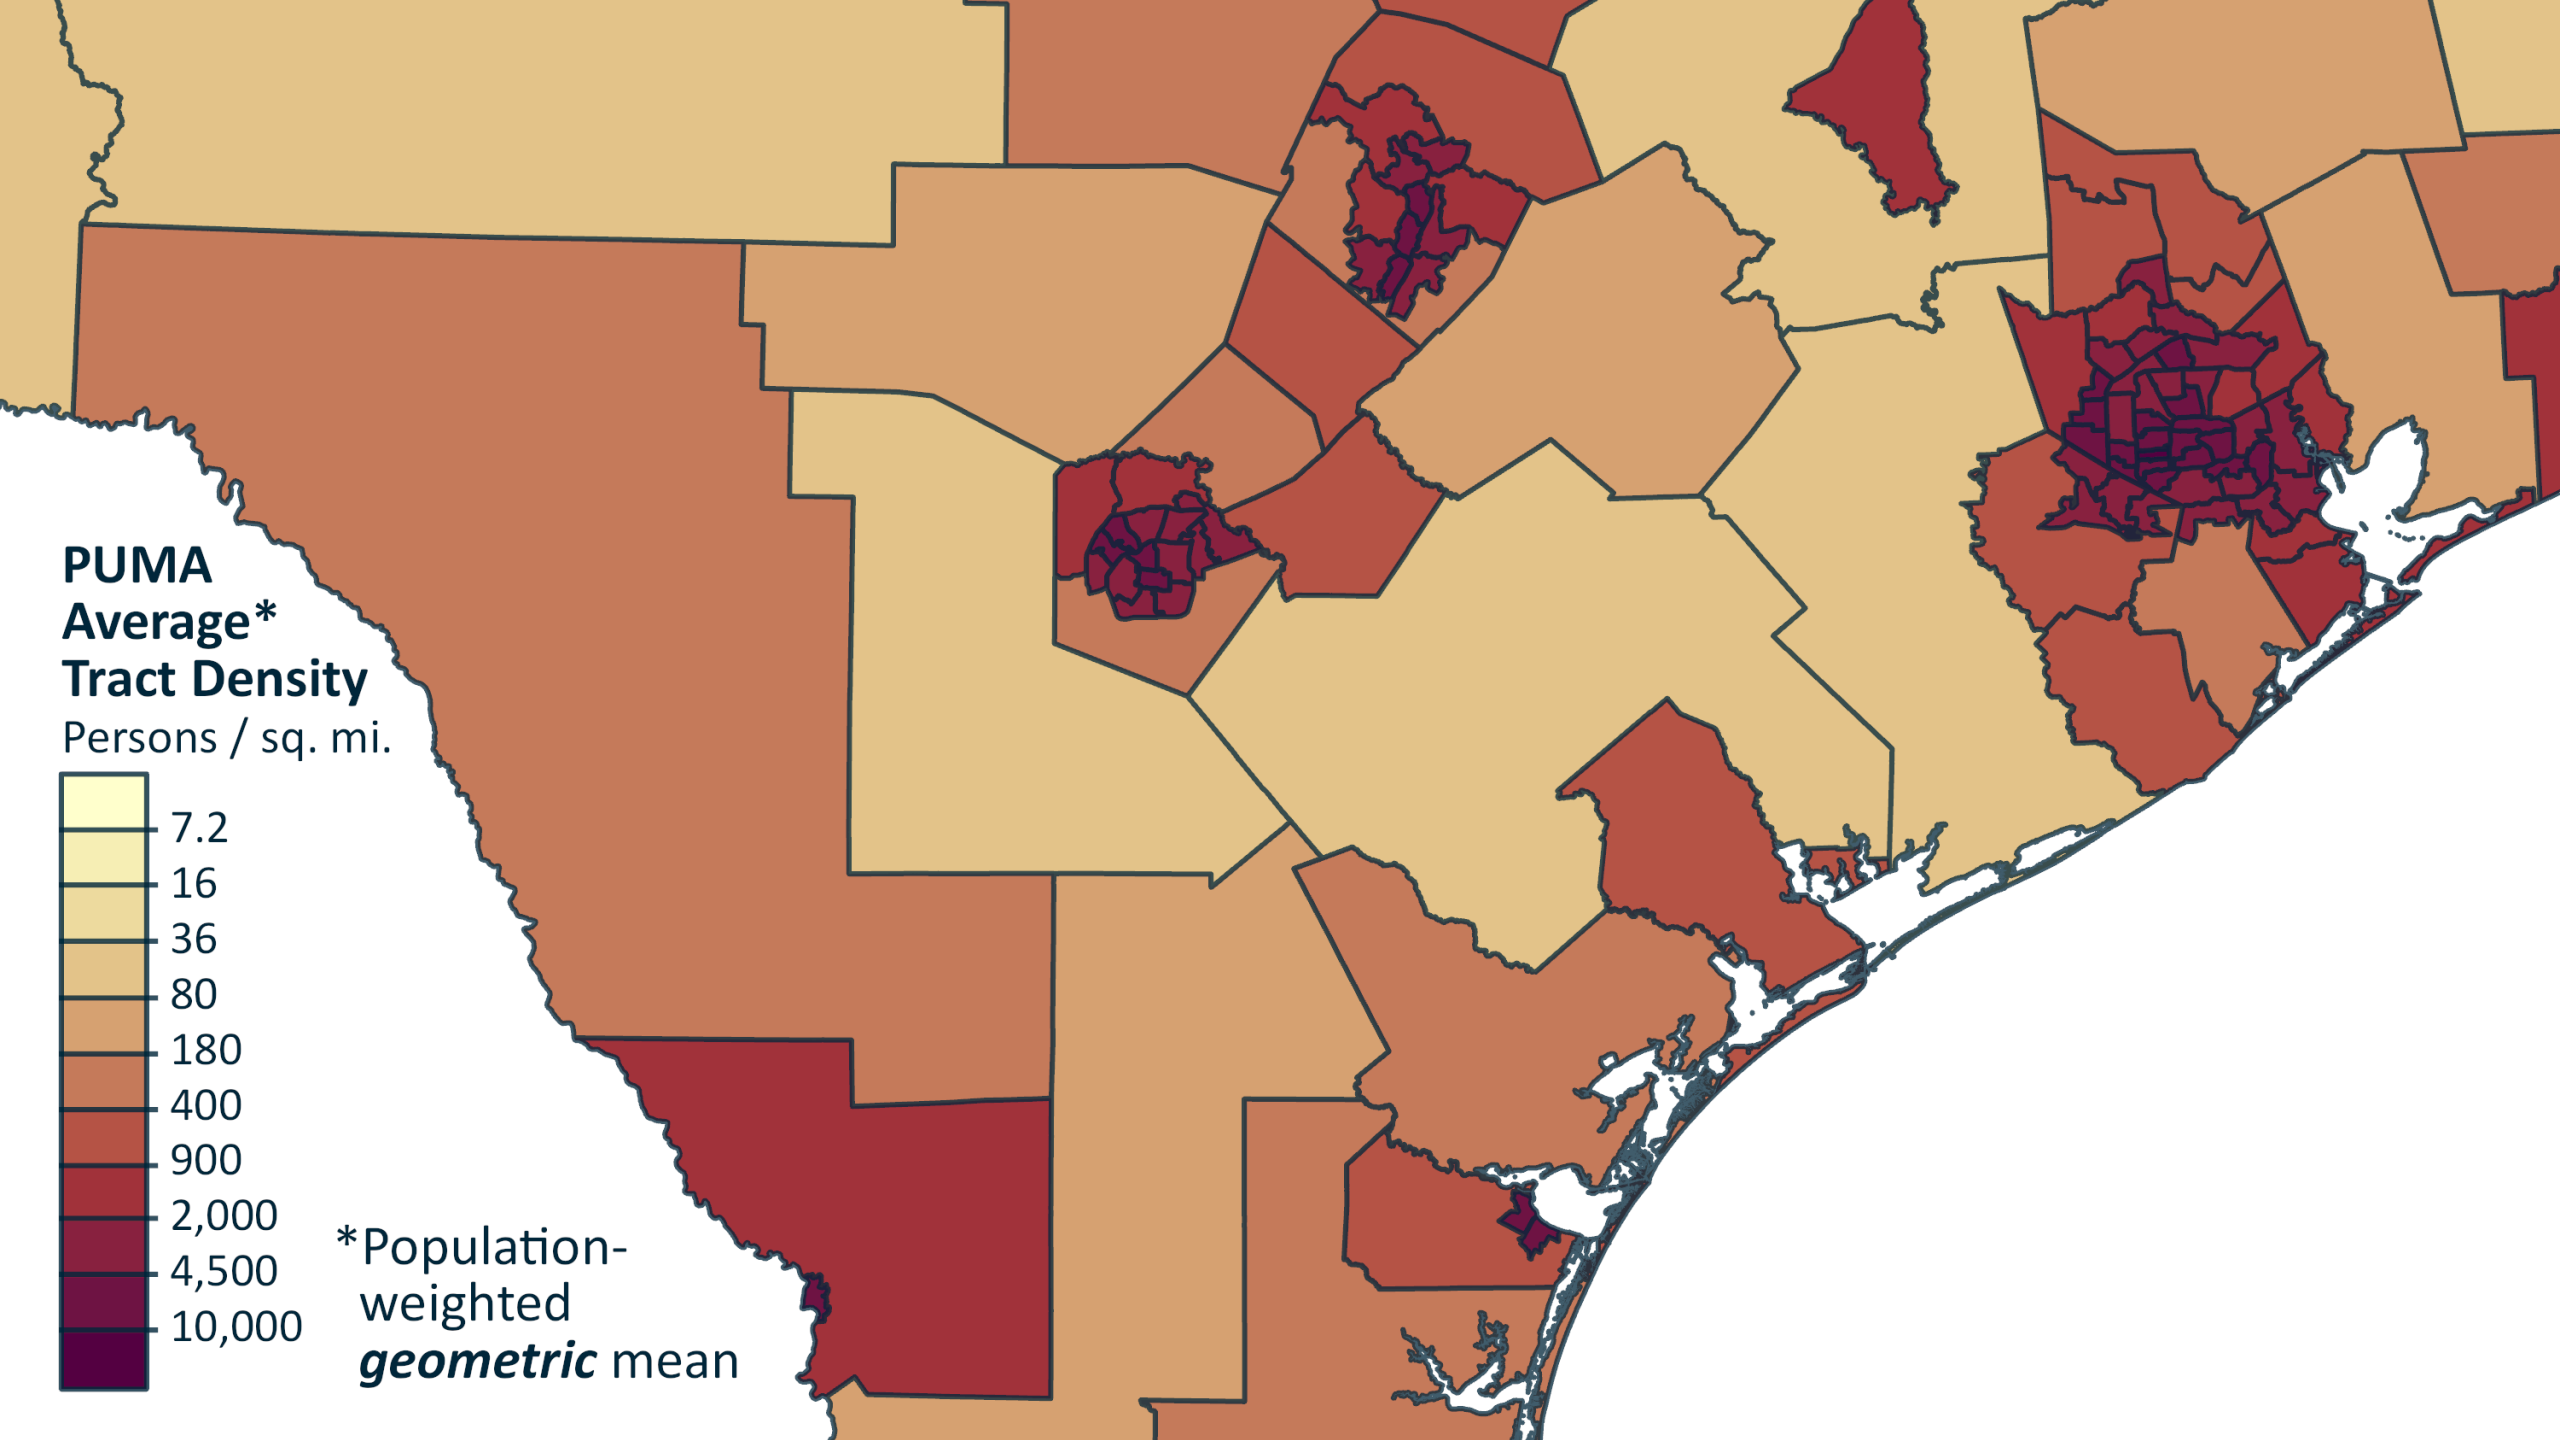 PUMA
Average*
Tract Density
Persons / sq. mi.
7.2
16
36
80
180
400
900
2,000
4,500
10,000
*Population-
weighted
geometric mean